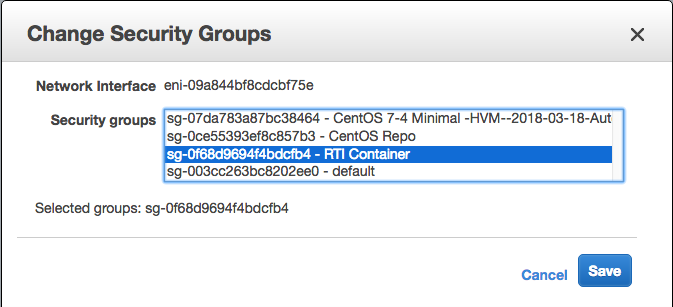 Change Security Groups
Network Interface eni-09a844bf8cdcbf75e
Security groups
sg-07da783a87bc38464 - CentOS 7-4 Minimal -HVM--2018-03-18-Aut
sg-0ce55393ef8c857b3 - CentOS Repo
sg-0f68d9694f4bdcfb4 - RTI Container
sg-003cc263bc8202ee0 - default
Selected groups: sg-0f68d9694f4bdcfb4
Cancel Save